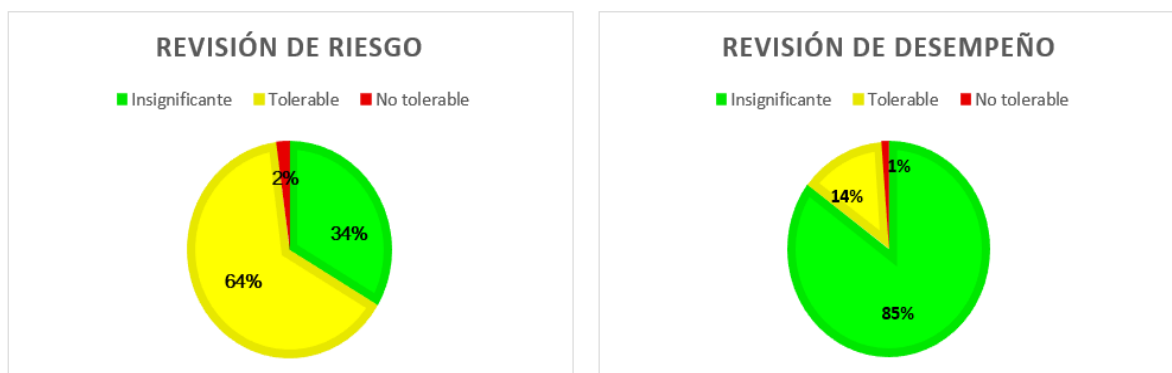 REVISIÓN DE RIESGO
Insignificante Tolerable No tolerable
2%
34%
64%
REVISIÓN DE DESEMPEÑO
Insignificante Tolerable No tolerable
1%
14%
85%